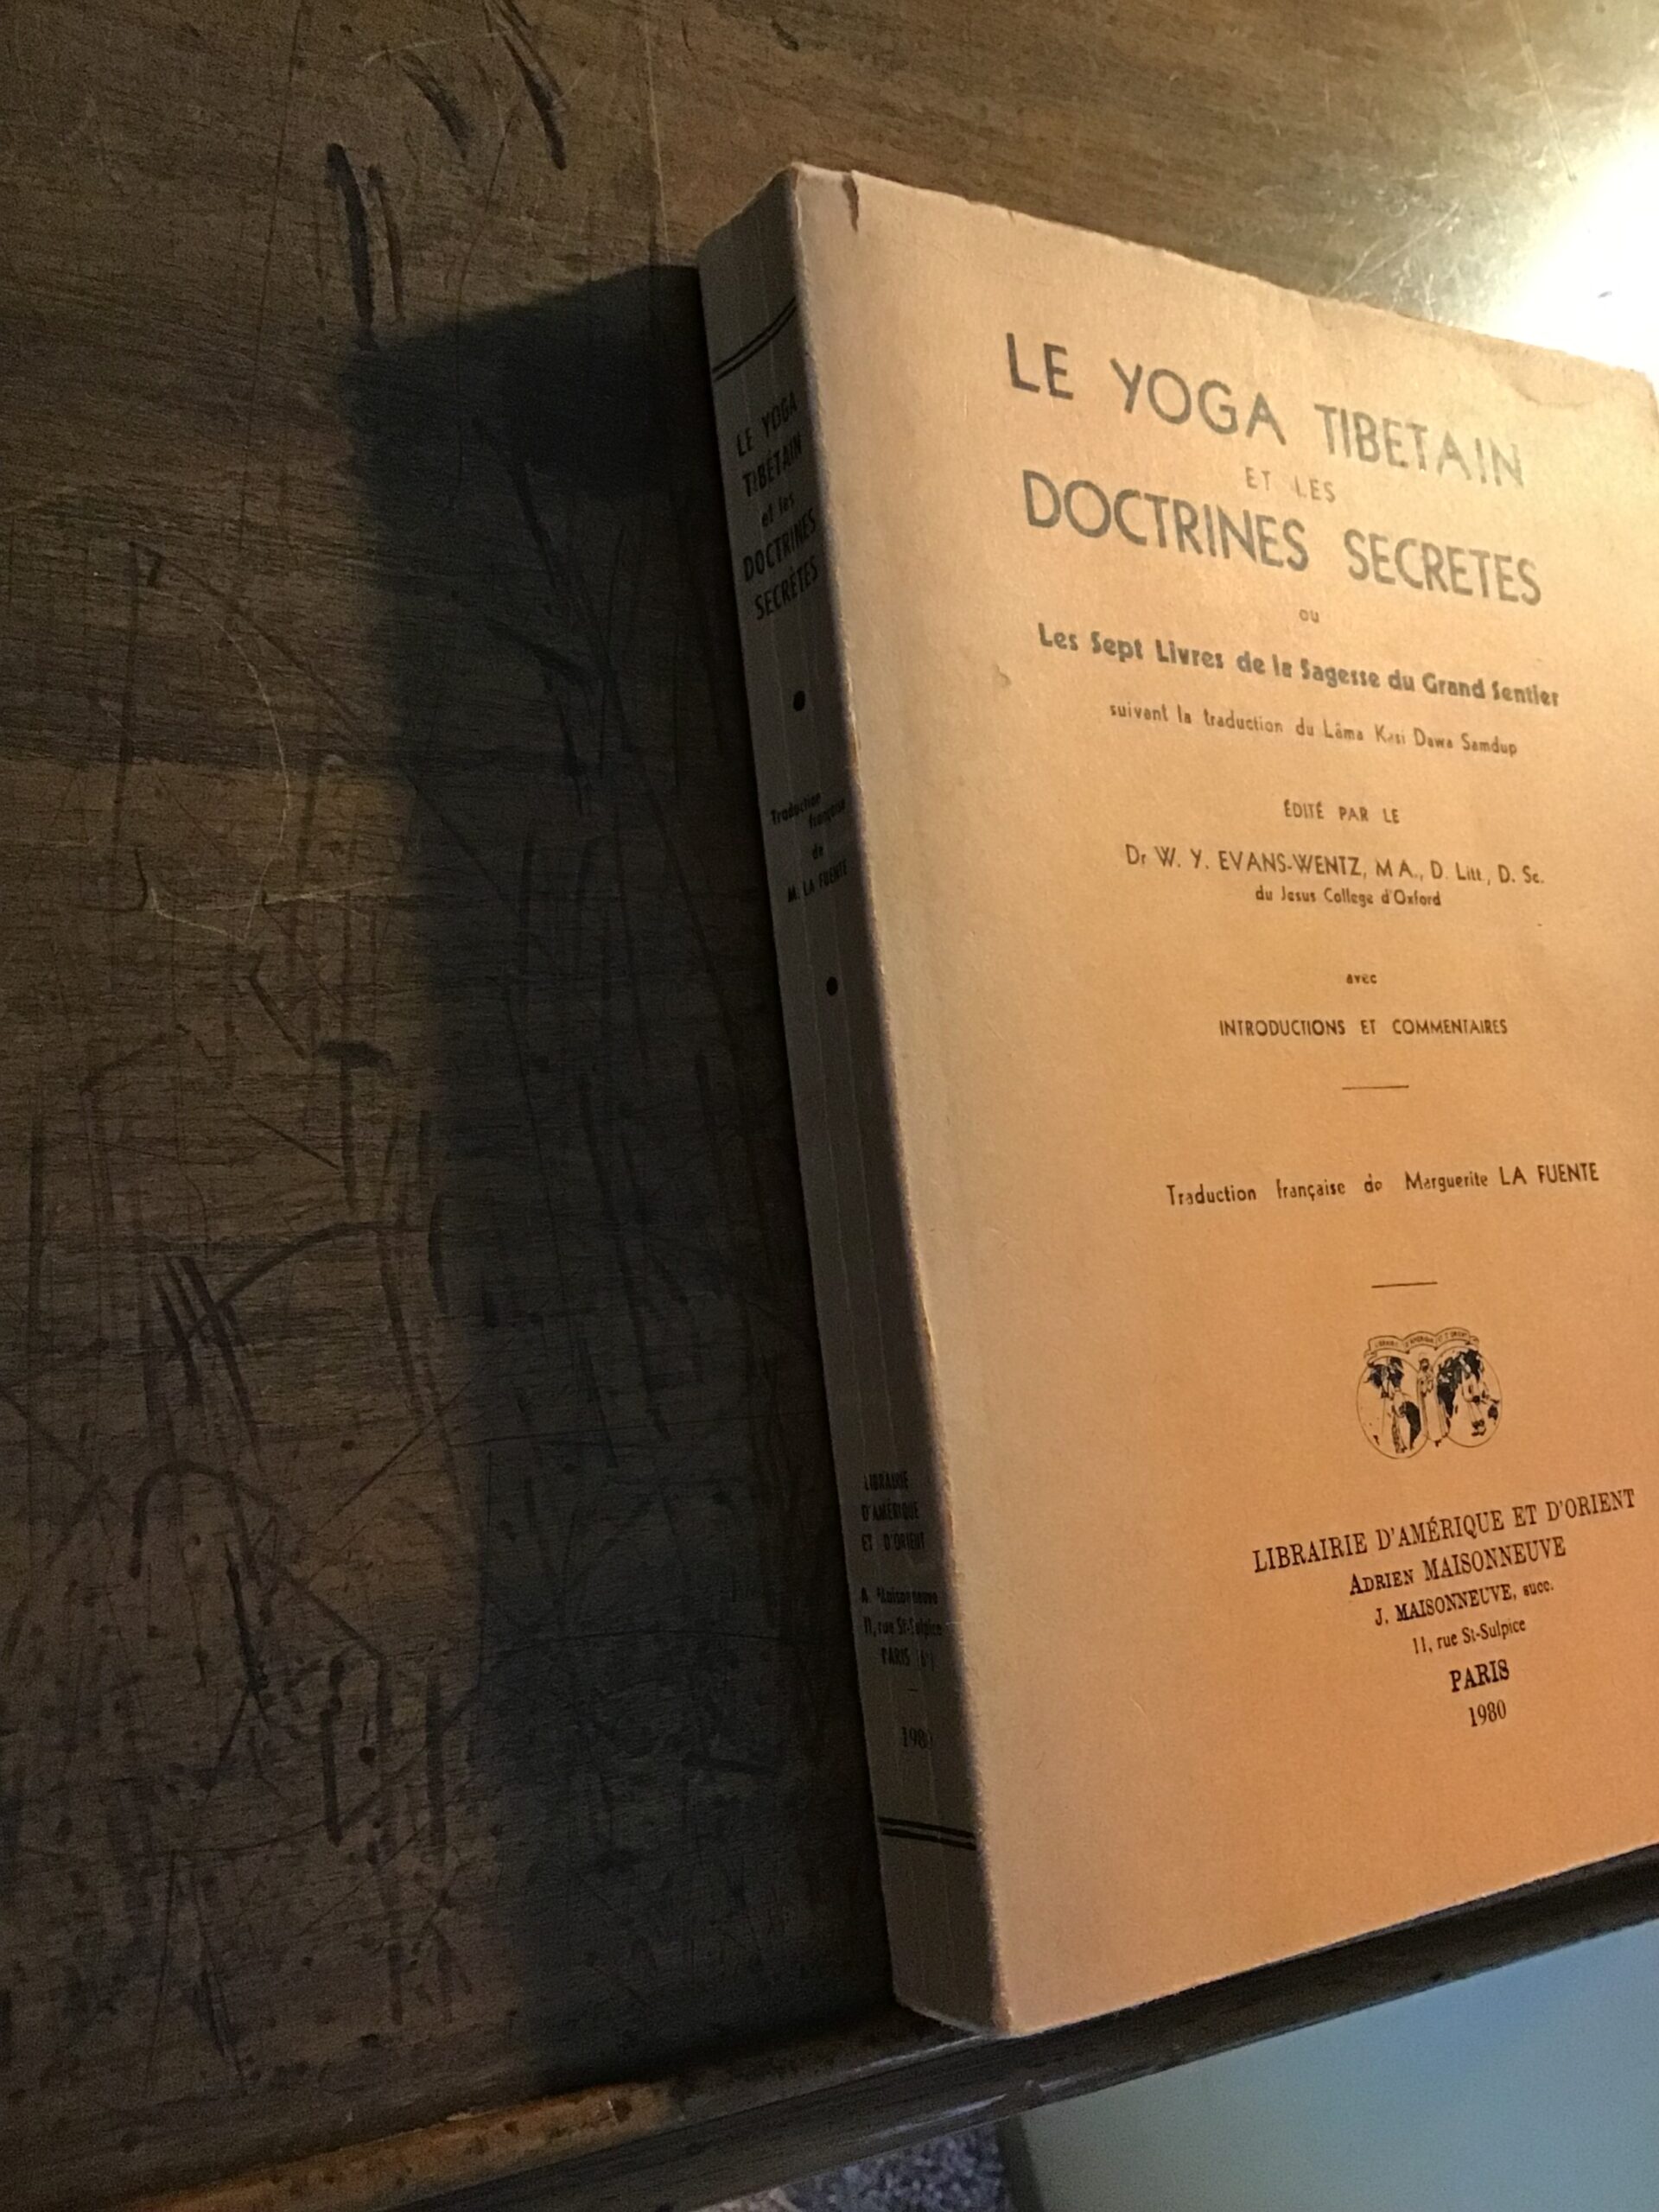 LE YOGA
TIBETAIN
et les
DOCTRINES
SECRÈTES
Traduction
française
de
M. LA FUENTE
LIBRAIRIE
D'AMÉRIQUE
ET D'ORIENT
A. Maisonneuve
11, rue St-Sulpice
PARIS
LE YOGA TIBETAIN
ET LES
DOCTRINES SECRETES
ou
Les Sept Livres de la Sagesse du Grand Sentier
suivant la traduction du Lâma Kasi Dawa Samdup
ÉDITÉ PAR LE
Dr W. Y. EVANS-WENTZ, M A., D. Litt., D. Sc.
du Jesus College d'Oxford
avec
INTRODUCTIONS ET COMMENTAIRES
Traduction française de Marguerite LA FUENTE
LIBRAIRIE D'AMÉRIQUE ET D'ORIENT
ADRIEN MAISONNEUVE
J. MAISONNEUVE, succ.
11, rue St-Sulpice
PARIS
1980